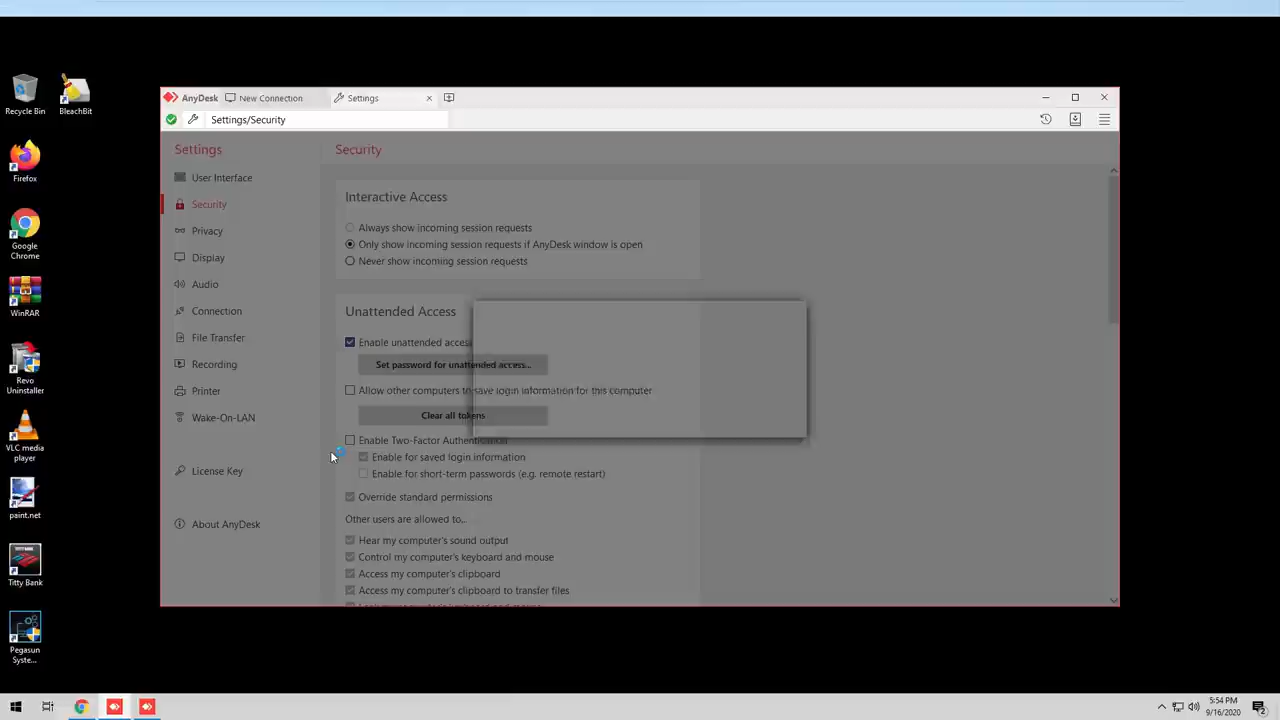 AnyDesk
New Connection
Settings
Settings/Security
Settings
Security
User Interface
Security
Privacy
Display
Audio
Connection
File Transfer
Recording
Printer
Wake-On-LAN
License Key
About AnyDesk
Interactive Access
Always show incoming session requests
Only show incoming session requests if AnyDesk window is open
Never show incoming session requests
Unattended Access
Enable unattended access
Set password for unattended access...
Allow other computers to save login information for this computer
Clear all tokens
Enable Two-Factor Authentication
Enable for saved login information
Enable for short-term passwords (e.g. remote restart)
Override standard permissions
Other users are allowed to...
Hear my computer's sound output
Control my computer's keyboard and mouse
Access my computer's clipboard
Access my computer's clipboard to transfer files
Recycle Bin
BleachBit
Firefox
Google
Chrome
WinRAR
Revo
Uninstaller
VLC media
player
paint.net
Titty Bank
Pegasun
Syste...
5:54 PM
9/16/2020
2